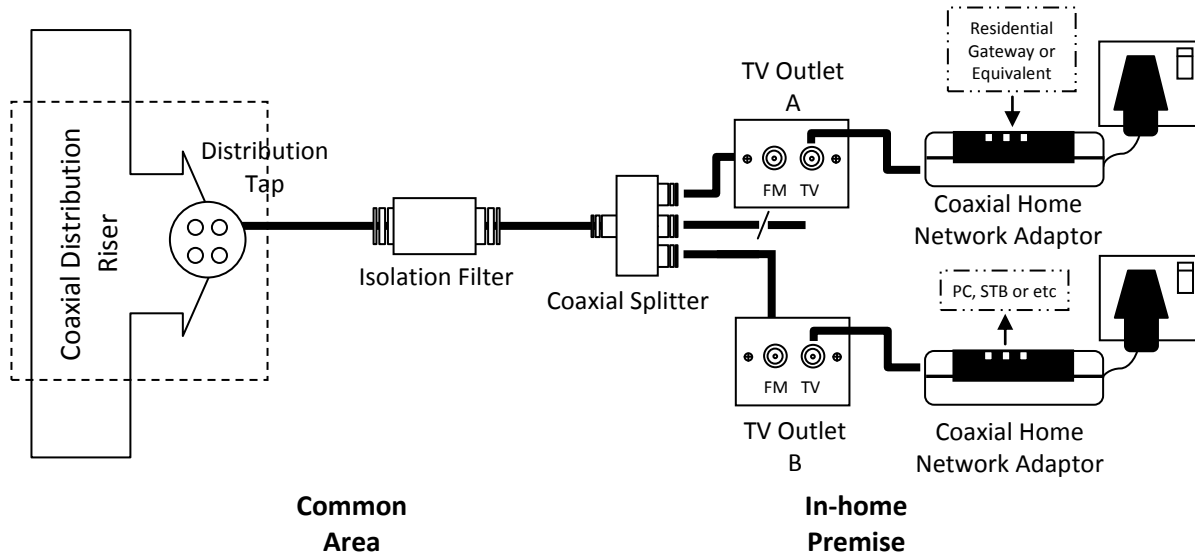 Coaxial Distribution
Riser
Distribution
Tap
Isolation Filter
Coaxial Splitter
TV Outlet
A
FM TV
Residential
Gateway or
Equivalent
Coaxial Home
Network Adaptor
FM TV
TV Outlet
B
PC, STB or etc
Coaxial Home
Network Adaptor
Common
Area
In-home
Premise